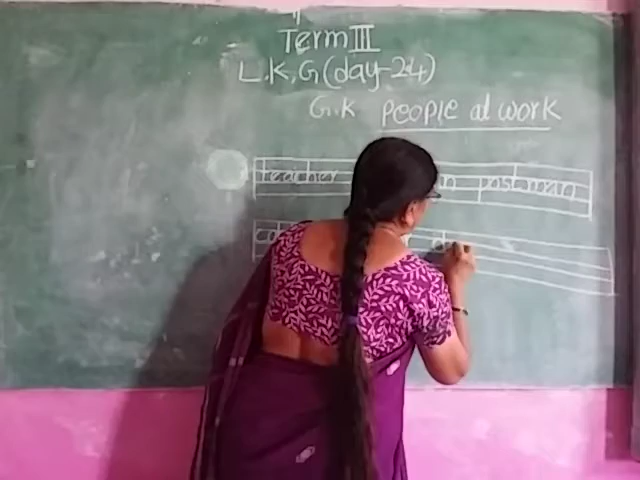 Term III
L.K.G (day-24)
G.K People at work
teacher postman